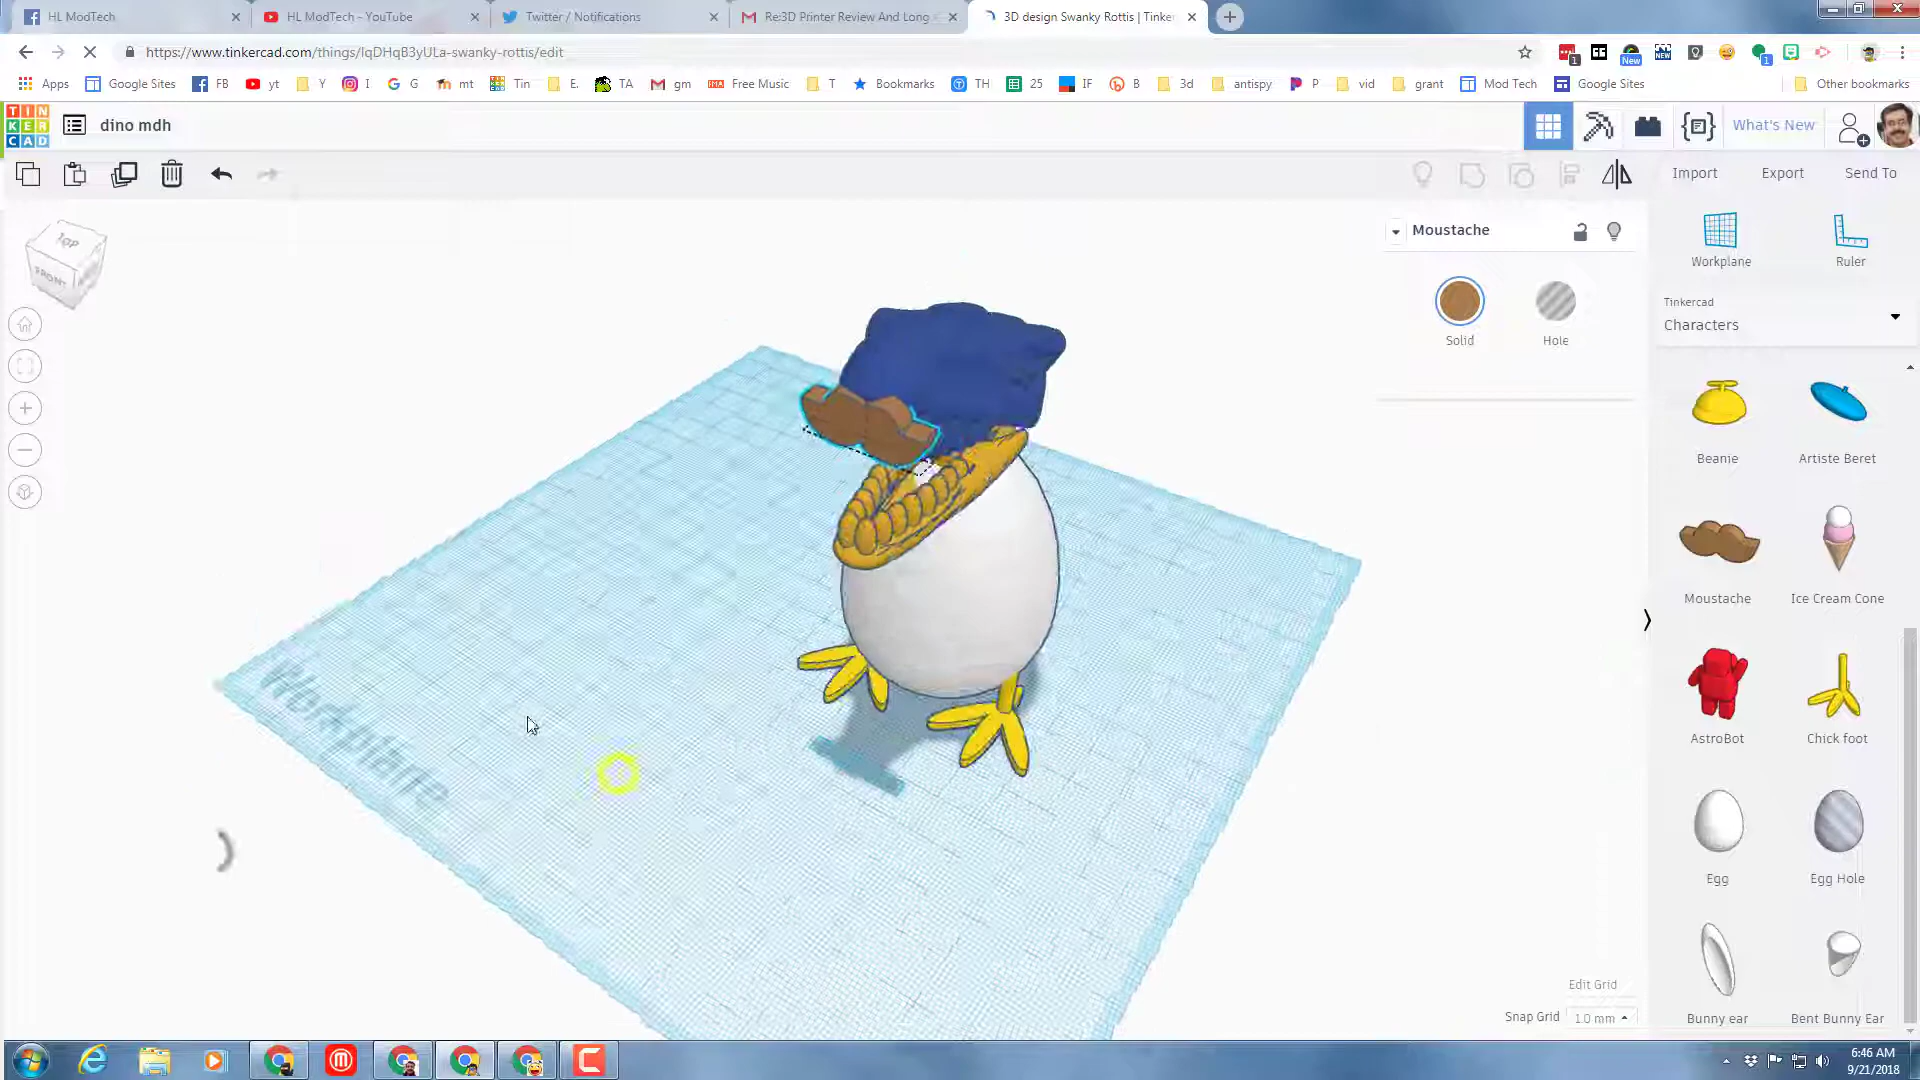 HL ModTech
HL ModTech - YouTube
Twitter / Notifications
Re:3D Printer Review And Long
3D design Swanky Rottis | Tinke
https://www.tinkercad.com/things/lqDHqB3yULa-swanky-rottis/edit
Apps Google Sites FB yt Y I G mt Tin E. TA gm Free Music T Bookmarks TH 25 IF B 3d antispy P vid grant Mod Tech Google Sites Other bookmarks
TIN
KER
CAD
dino mdh
What's New
Import Export Send To
TOP
FRONT
Moustache
Solid Hole
Workplane Ruler
Tinkercad
Characters
Beanie Artiste Beret
Moustache Ice Cream Cone
AstroBot Chick foot
Egg Egg Hole
Bunny ear Bent Bunny Ear
Workplane
Edit Grid
Snap Grid 1.0 mm
6:46 AM
9/21/2018